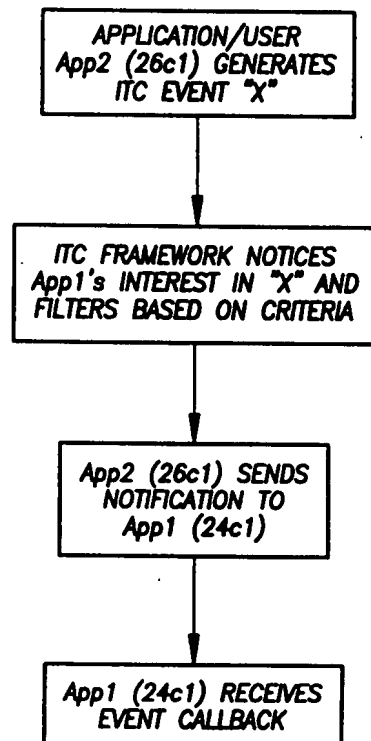 APPLICATION/USER
App2 (26c1) GENERATES
ITC EVENT "X"
ITC FRAMEWORK NOTICES
App1's INTEREST IN "X" AND
FILTERS BASED ON CRITERIA
App2 (26c1) SENDS
NOTIFICATION TO
App1 (24c1)
App1 (24c1) RECEIVES
EVENT CALLBACK